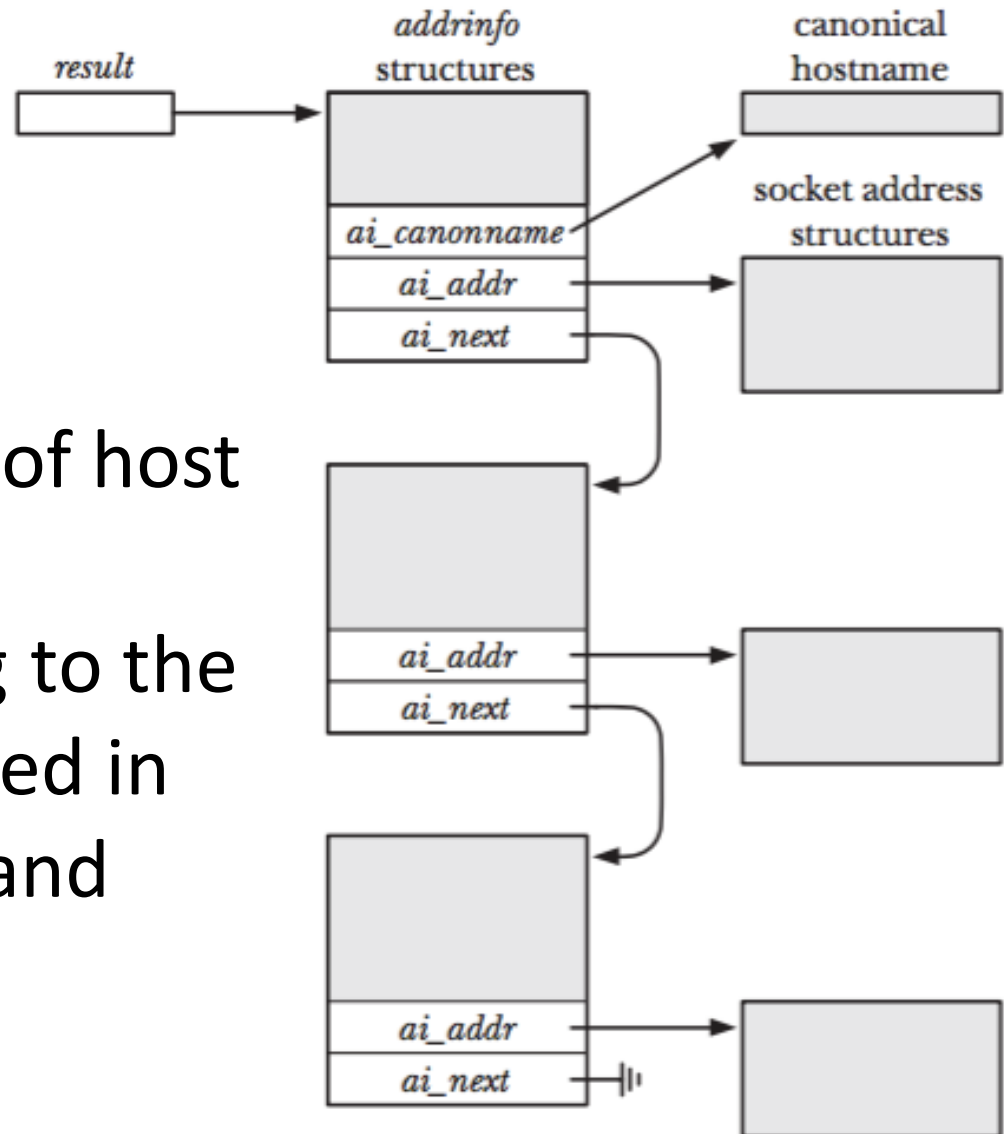 result
addrinfo
structures
canonical
hostname
ai_canonname
ai_addr
ai_next
socket address
structures
of host
to the
ed in
and
ai_addr
ai_next
ai_addr
ai_next